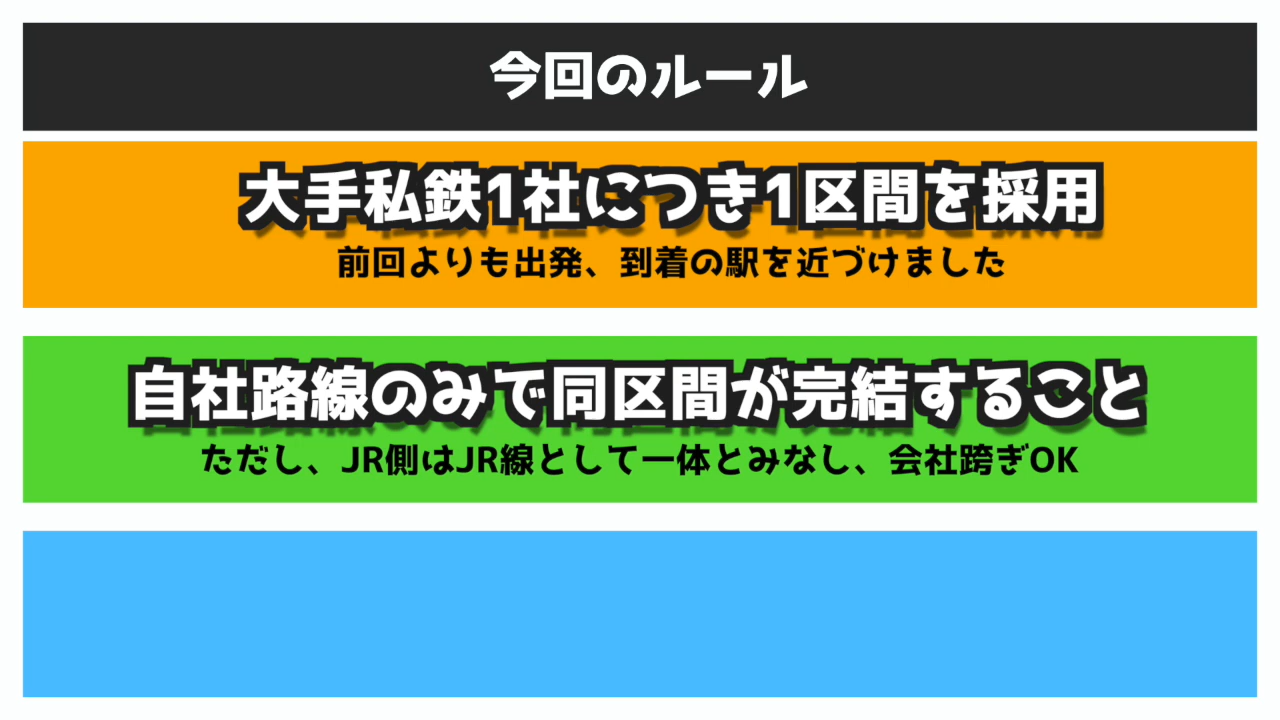 今回のルール
大手私鉄1社につき1区間を採用
前回よりも出発、到着の駅を近づけました
自社路線のみで同区間が完結すること
ただし、JR側はJR線として一体とみなし、会社跨ぎOK